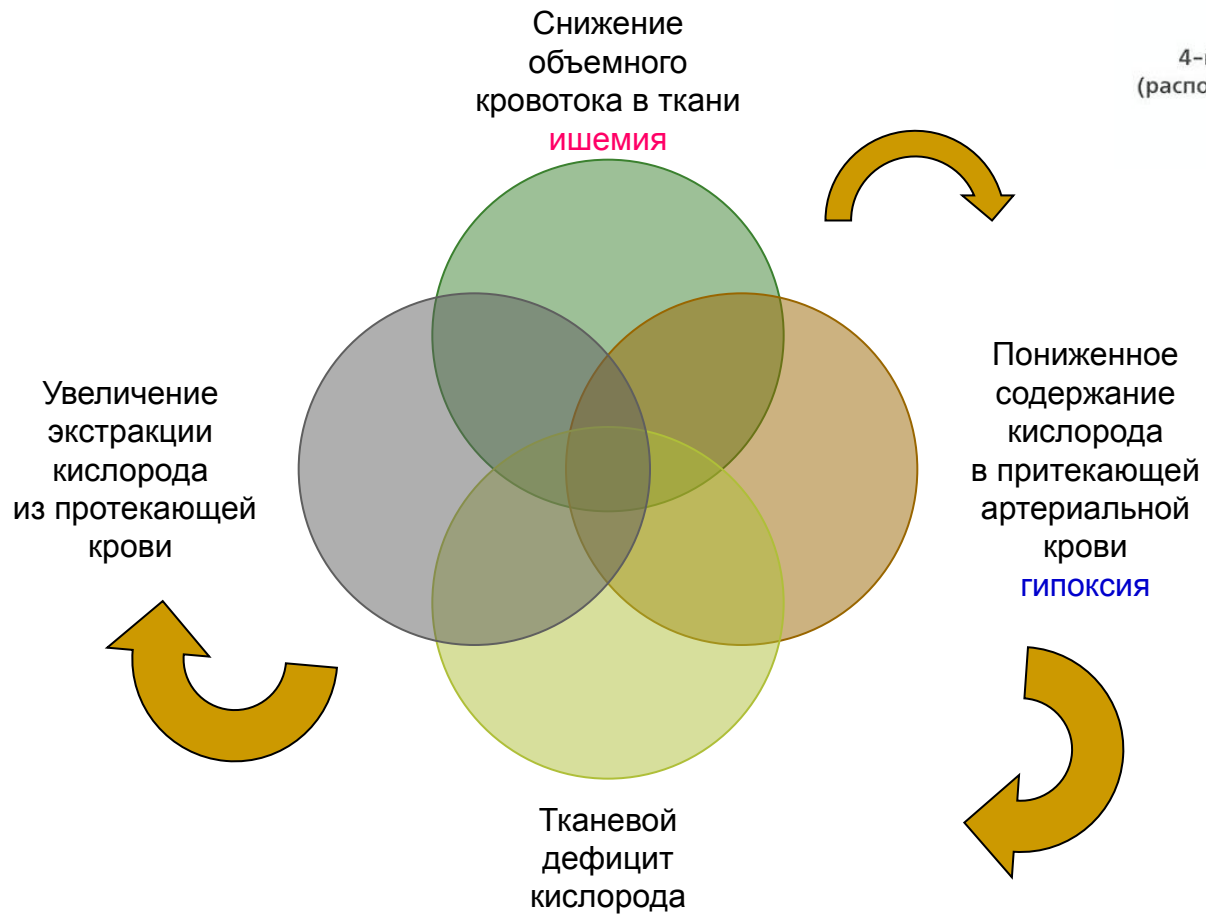 Снижение
объемного
кровотока в ткани
ишемия
(распо
Увеличение
экстракции
кислорода
из протекающей
крови
Пониженное
содержание
кислорода
в притекающей
артериальной
крови
гипоксия
Тканевой
дефицит
кислорода